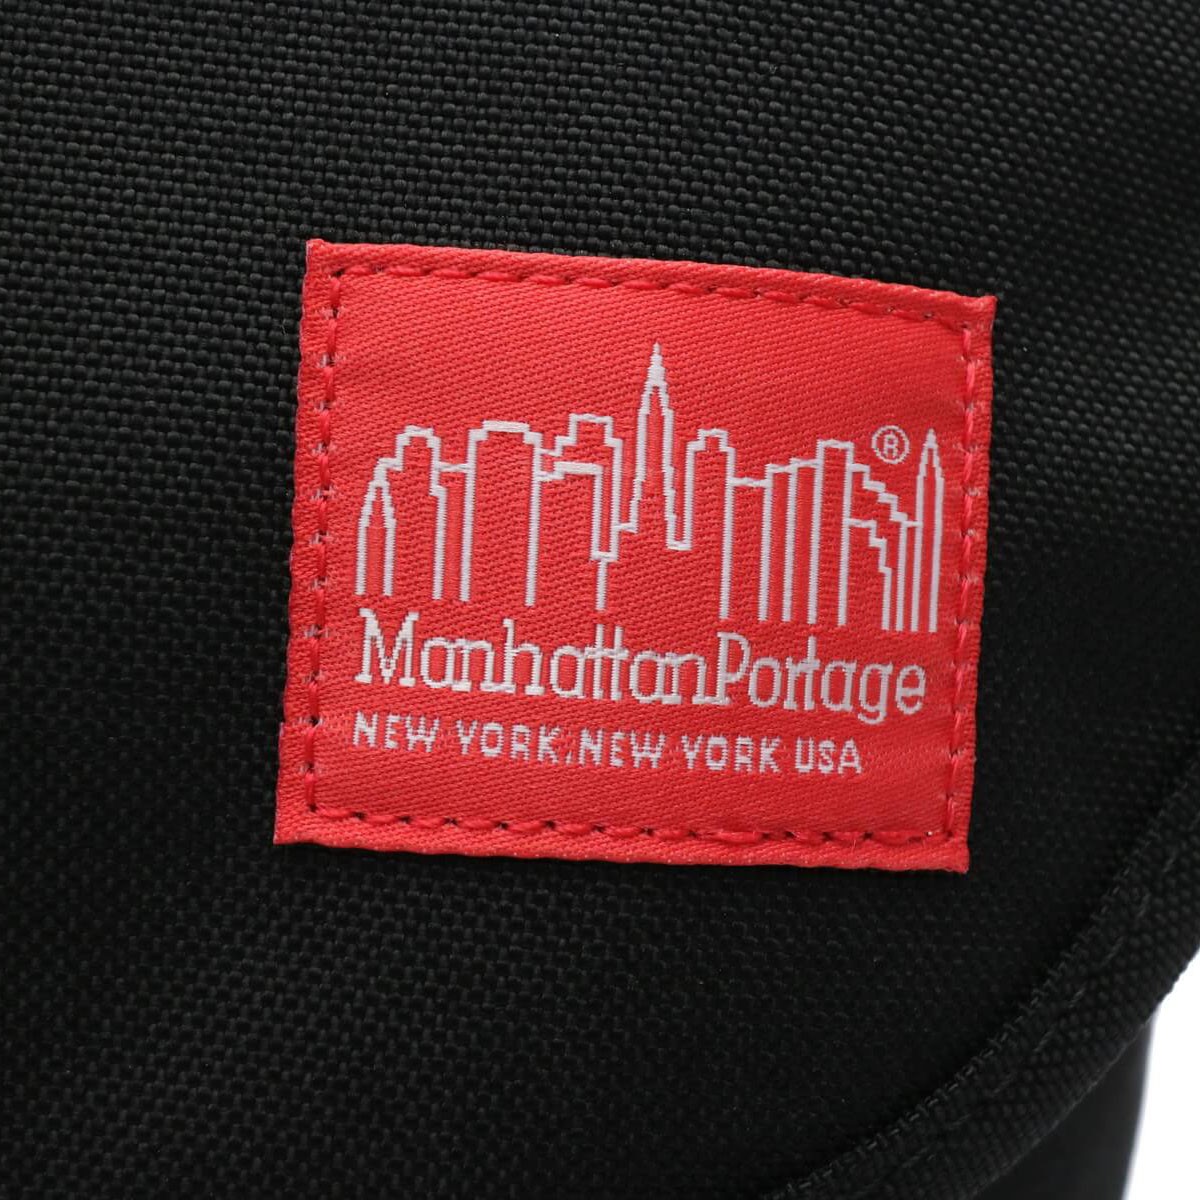 ®
ManhattanPortage
NEW YORK, NEW YORK USA